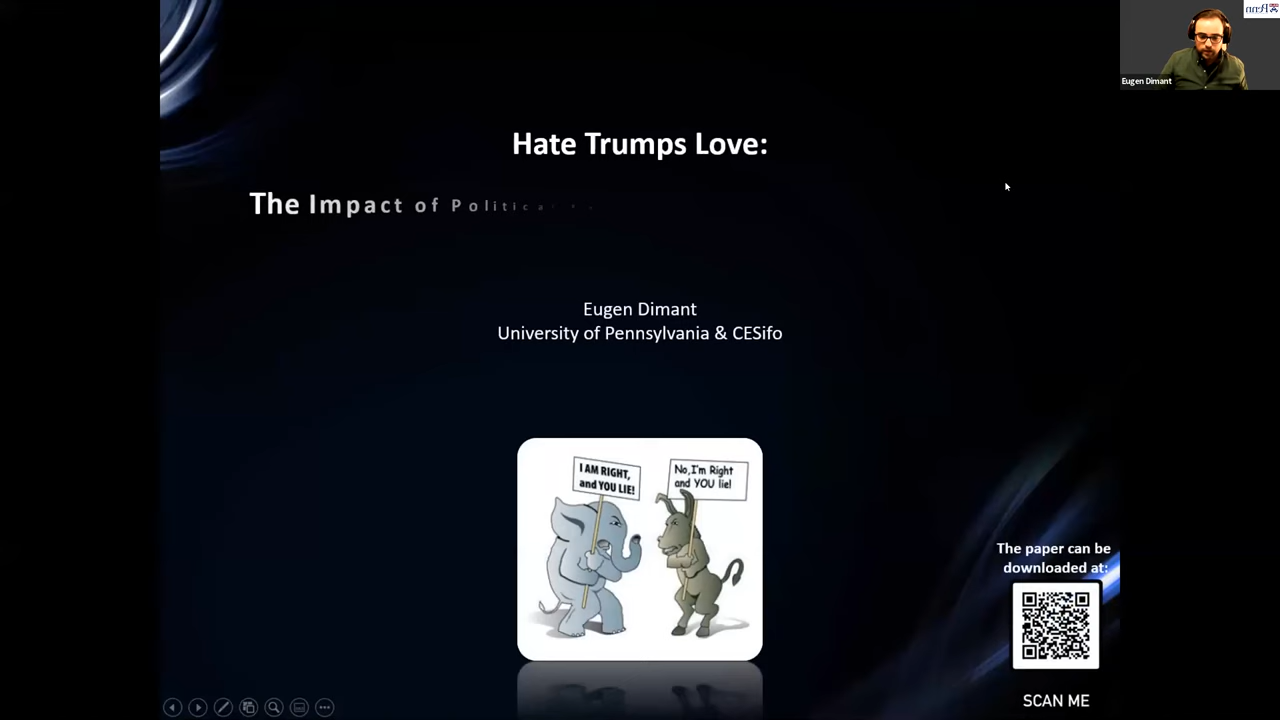 Hate Trumps Love:
The Impact of Politica
Eugen Dimant
University of Pennsylvania & CESifo
I AM RIGHT,
and YOU LIE!
No,I'm Right
and YOU lie!
The paper can be
downloaded at:
SCAN ME
Eugen Dimant